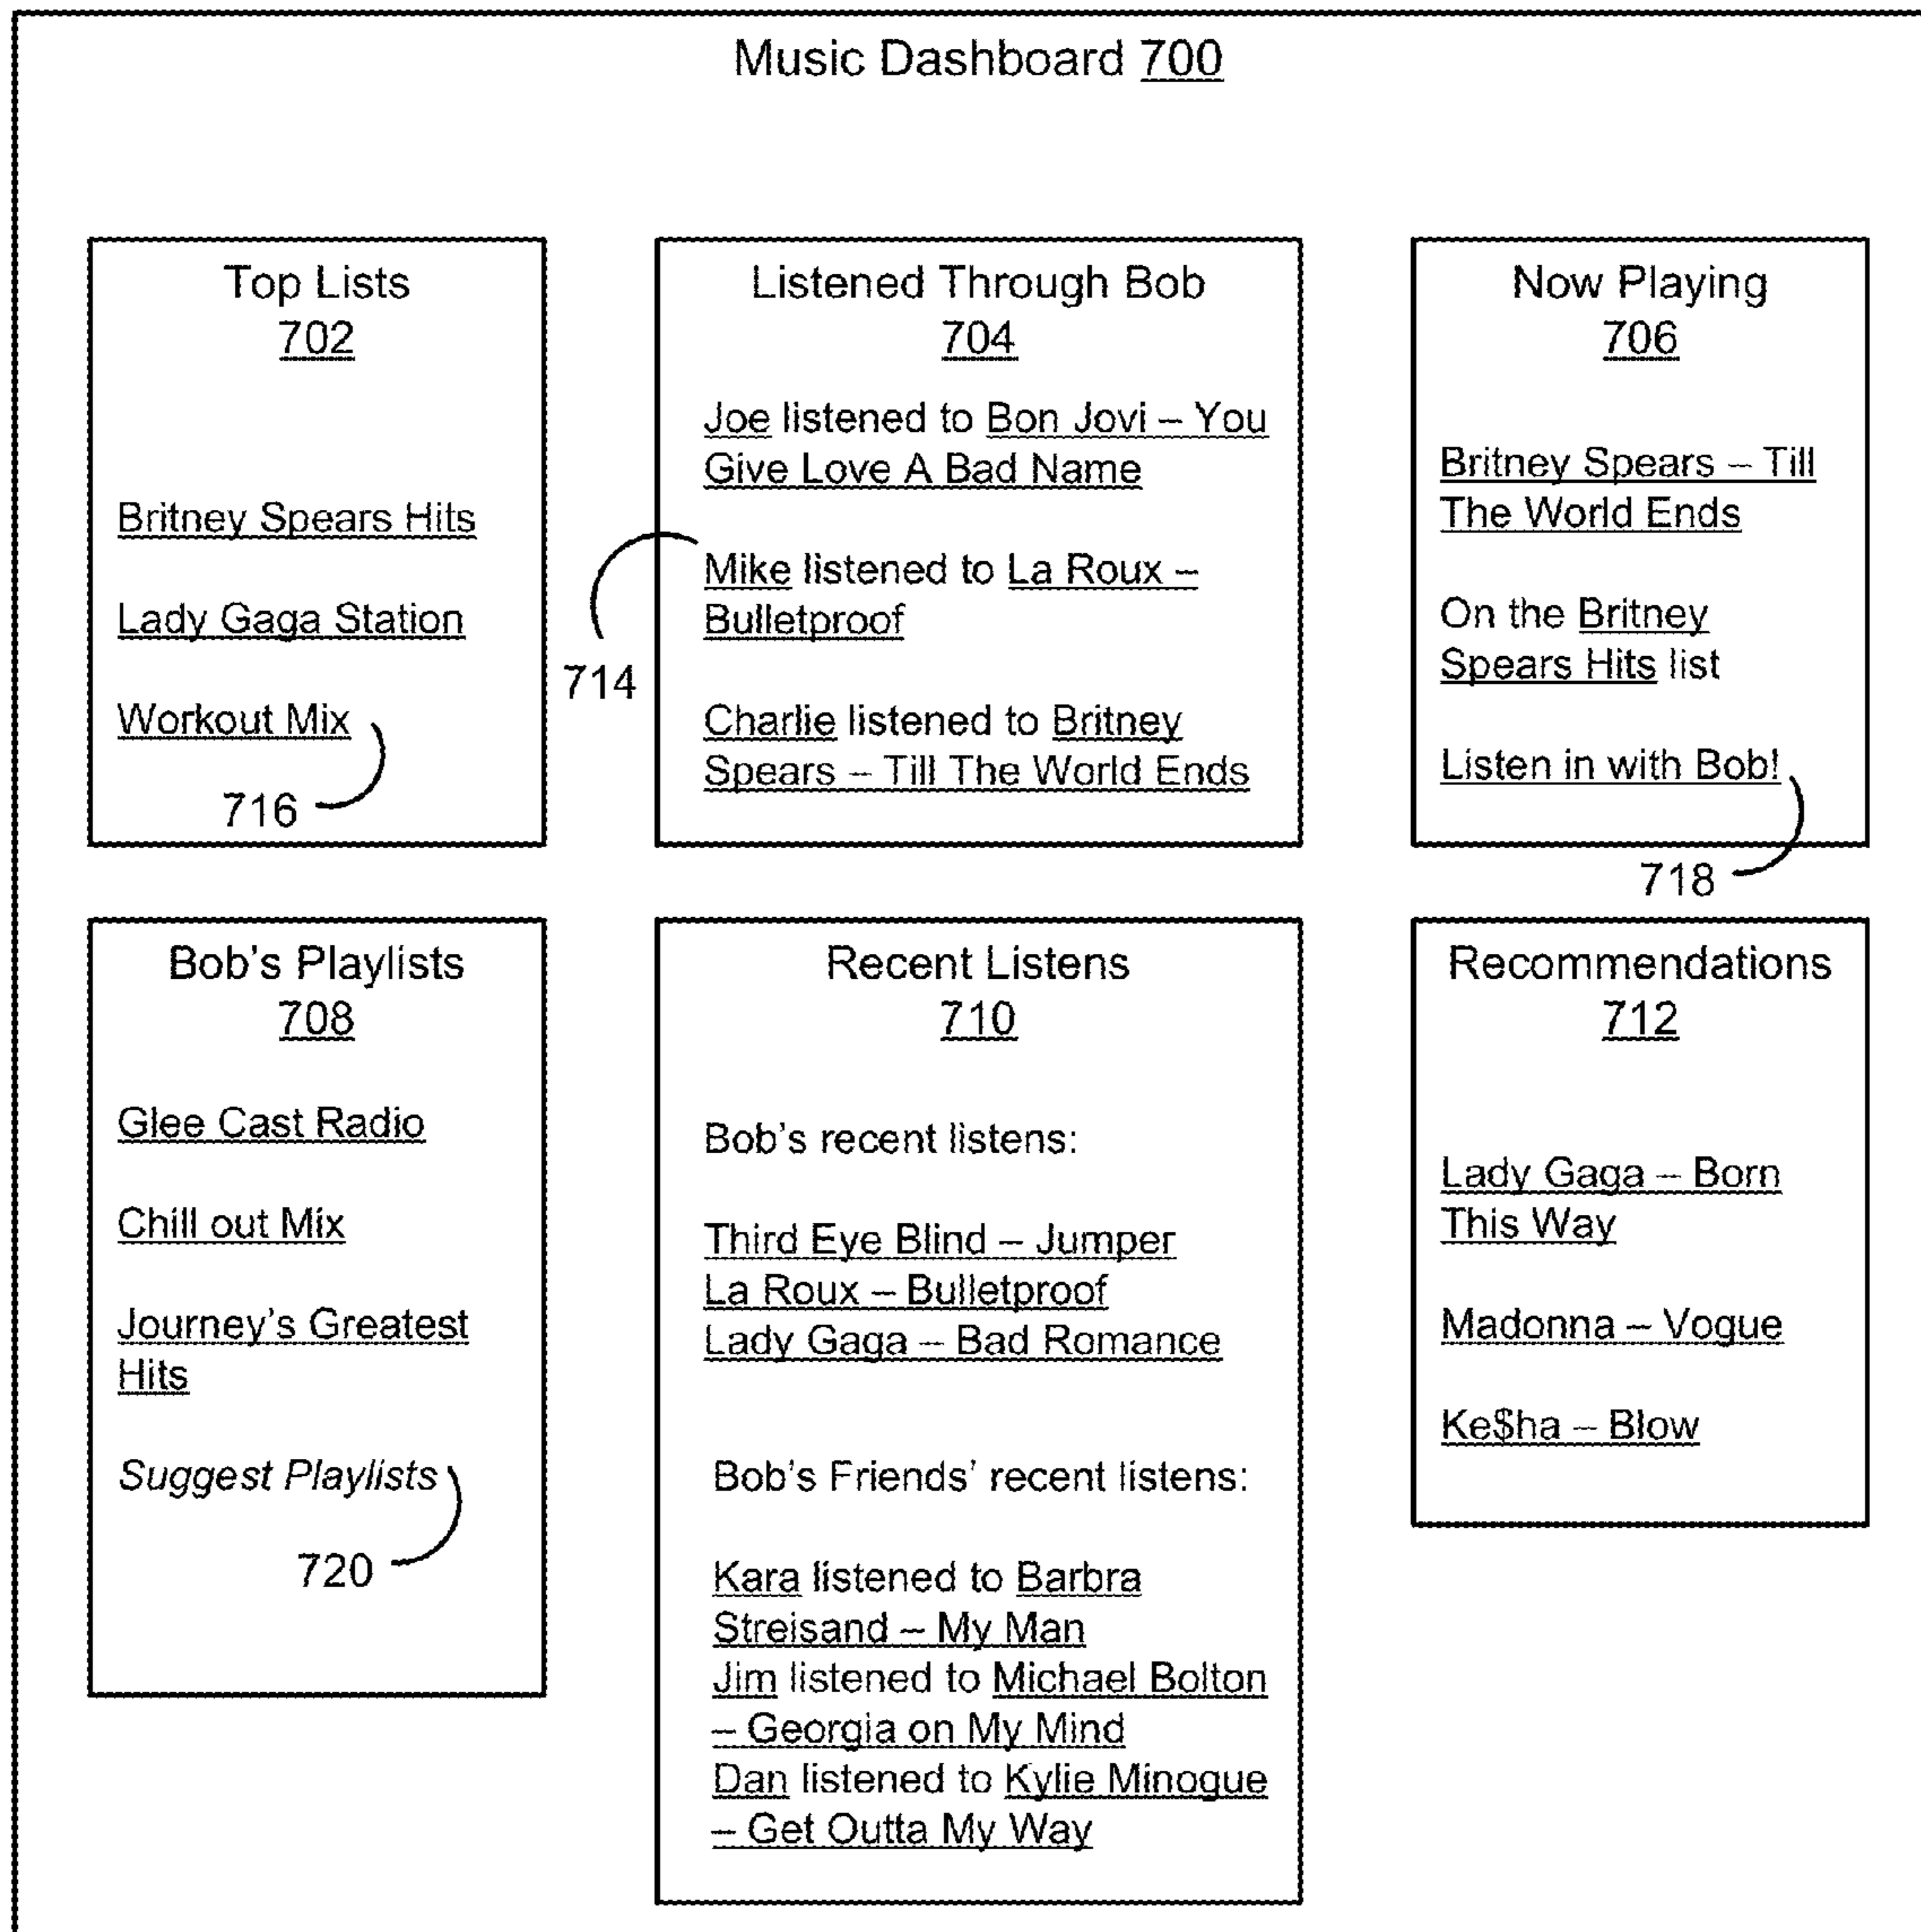 Music Dashboard 700
Top Lists
702
Britney Spears Hits
Lady Gaga Station
Workout Mix
716
Listened Through Bob
704
Joe listened to Bon Jovi – You
Give Love A Bad Name
Mike listened to La Roux –
Bulletproof
714
Charlie listened to Britney
Spears – Till The World Ends
Now Playing
706
Britney Spears – Till
The World Ends
On the Britney
Spears Hits list
Listen in with Bob!
718
Bob's Playlists
708
Glee Cast Radio
Chill out Mix
Journey's Greatest
Hits
Suggest Playlists
720
Recent Listens
710
Bob's recent listens:
Third Eye Blind – Jumper
La Roux – Bulletproof
Lady Gaga – Bad Romance
Bob's Friends' recent listens:
Kara listened to Barbra
Streisand – My Man
Jim listened to Michael Bolton
– Georgia on My Mind
Dan listened to Kylie Minogue
– Get Outta My Way
Recommendations
712
Lady Gaga – Born
This Way
Madonna – Vogue
Ke$ha – Blow